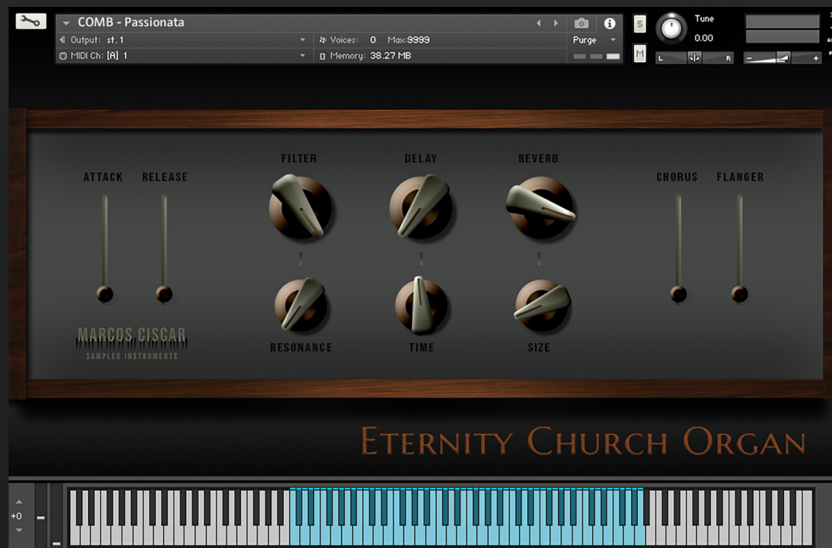 COMB - Passionata
Output: st. 1
Voices: 0 Max: 9999
Purge
MIDI Ch: [A] 1
Memory: 38.27 MB
S
M
Tune
0.00
L R
- +
ATTACK RELEASE
FILTER DELAY REVERB
CHORUS FLANGER
RESONANCE TIME SIZE
MARCOS CISCAR
SAMPLED INSTRUMENTS
ETERNITY CHURCH ORGAN
+0